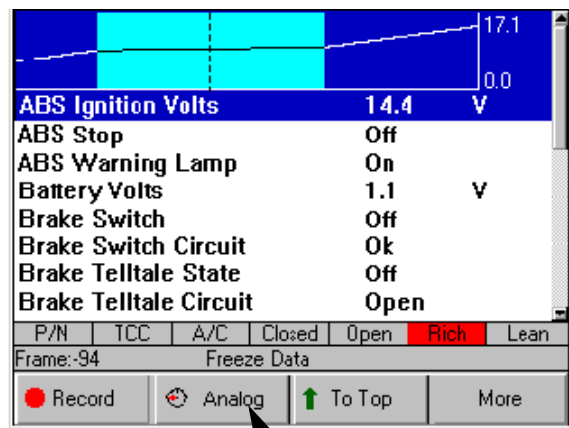 17.1
0.0
ABS Ignition Volts 14.4 V
ABS Stop Off
ABS Warning Lamp On
Battery Volts 1.1 V
Brake Switch Off
Brake Switch Circuit Ok
Brake Telltale State Off
Brake Telltale Circuit Open
P/N TCC A/C Closed Open Rich Lean
Frame:-94 Freeze Data
Record Analog To Top More